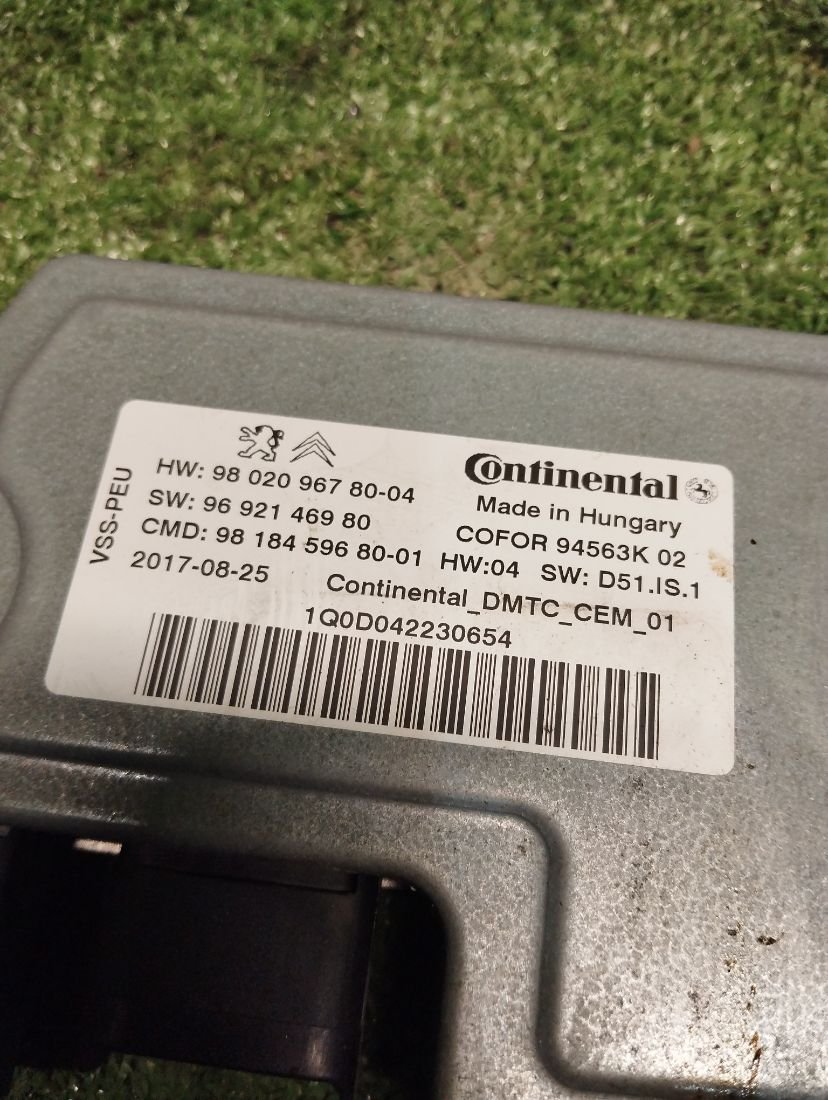 Continental
HW: 98 020 967 80-04
Made in Hungary
SW: 96 921 469 80
COFOR 94563K 02
CMD: 98 184 596 80-01 HW:04 SW: D51.IS.1
2017-08-25
Continental_DMTC_CEM_01
1Q0D042230654
VSS-PEU